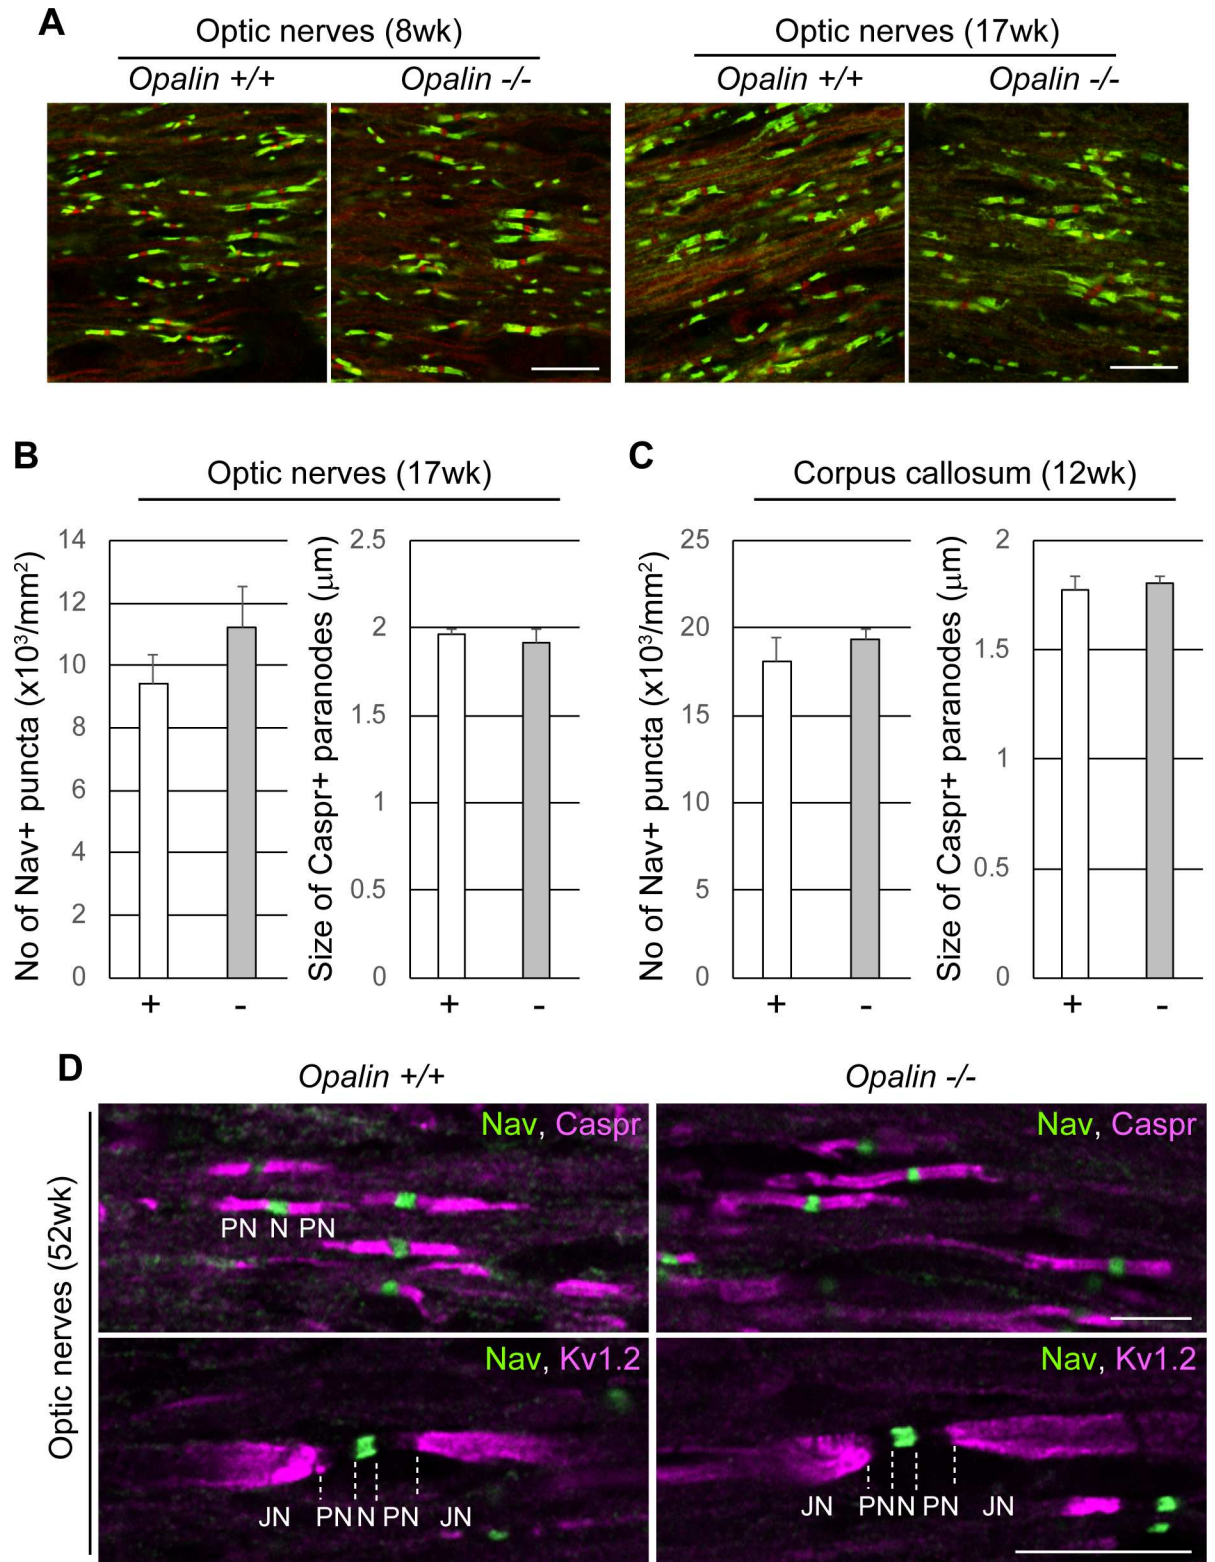 A
Optic nerves (8wk)
Optic nerves (17wk)
Opalin +/+
Opalin -/-
Opalin +/+
Opalin -/-
B
Optic nerves (17wk)
No of Nav+ puncta (x10³/mm²)
14
12
10
8
6
4
2
0
+
-
Size of Caspr+ paranodes (μm)
2.5
2
1.5
1
0.5
0
+
-
C
Corpus callosum (12wk)
No of Nav+ puncta (x10³/mm²)
25
20
15
10
5
0
+
-
Size of Caspr+ paranodes (μm)
2
1.5
1
0.5
0
+
-
D
Opalin +/+
Opalin -/-
Optic nerves (52wk)
Nav, Caspr
PN N PN
Nav, Caspr
Nav, Kv1.2
JN PN N PN JN
Nav, Kv1.2
JN PN N PN JN